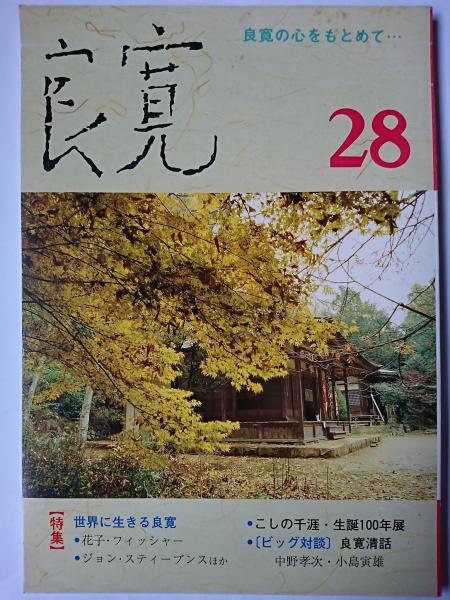 良寛の心をもとめて…
良寛
28
【特集】
世界に生きる良寛
•花子・フィッシャー
•ジョン・スティーブンスほか
•こしの千涯・生誕100年展
•〔ビッグ対談〕良寛清話
中野孝次・小島寅雄